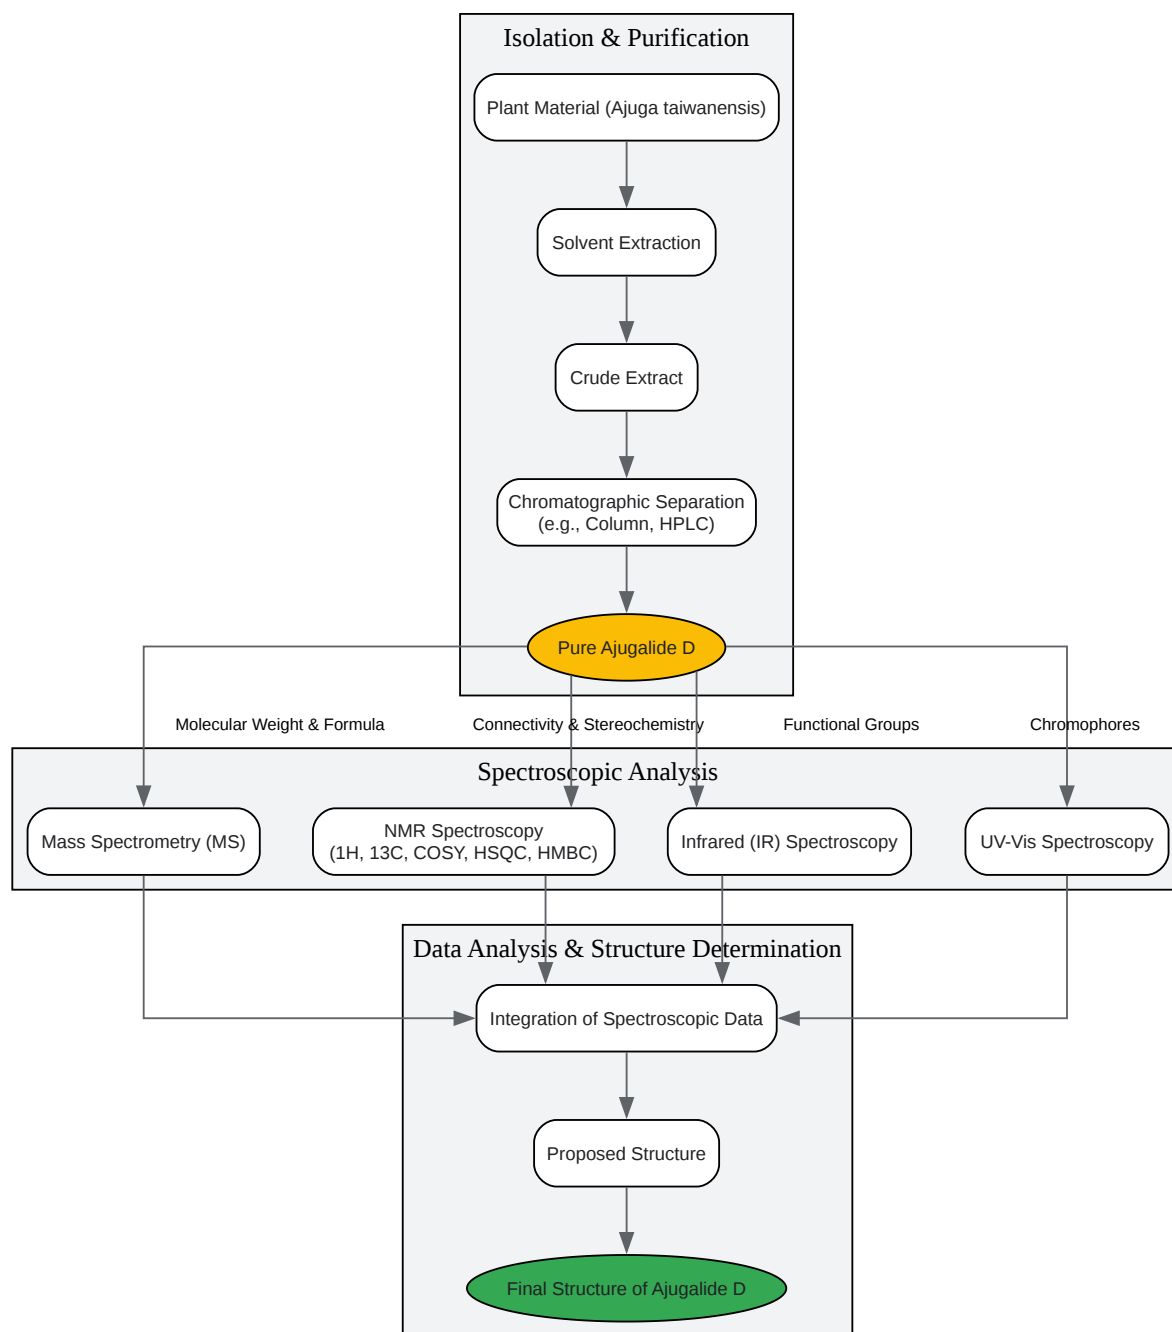 Isolation & Purification
Plant Material (Ajuga taiwanensis)
Solvent Extraction
Crude Extract
Chromatographic Separation
(e.g., Column, HPLC)
Pure Ajugalide D
Molecular Weight & Formula
Connectivity & Stereochemistry
Functional Groups
Chromophores
Spectroscopic Analysis
Mass Spectrometry (MS)
NMR Spectroscopy
(1H, 13C, COSY, HSQC, HMBC)
Infrared (IR) Spectroscopy
UV-Vis Spectroscopy
Data Analysis & Structure Determination
Integration of Spectroscopic Data
Proposed Structure
Final Structure of Ajugalide D